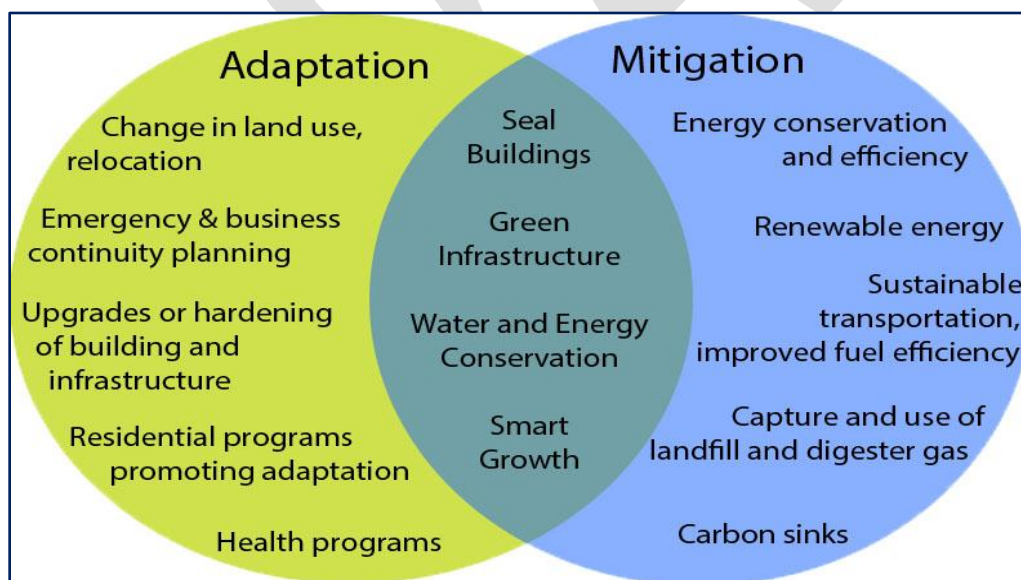 Adaptation
Change in land use,
relocation
Emergency & business
continuity planning
Upgrades or hardening
of building and
infrastructure
Residential programs
promoting adaptation
Health programs
Seal
Buildings
Green
Infrastructure
Water and Energy
Conservation
Smart
Growth
Mitigation
Energy conservation
and efficiency
Renewable energy
Sustainable
transportation,
improved fuel efficiency
Capture and use of
landfill and digester gas
Carbon sinks